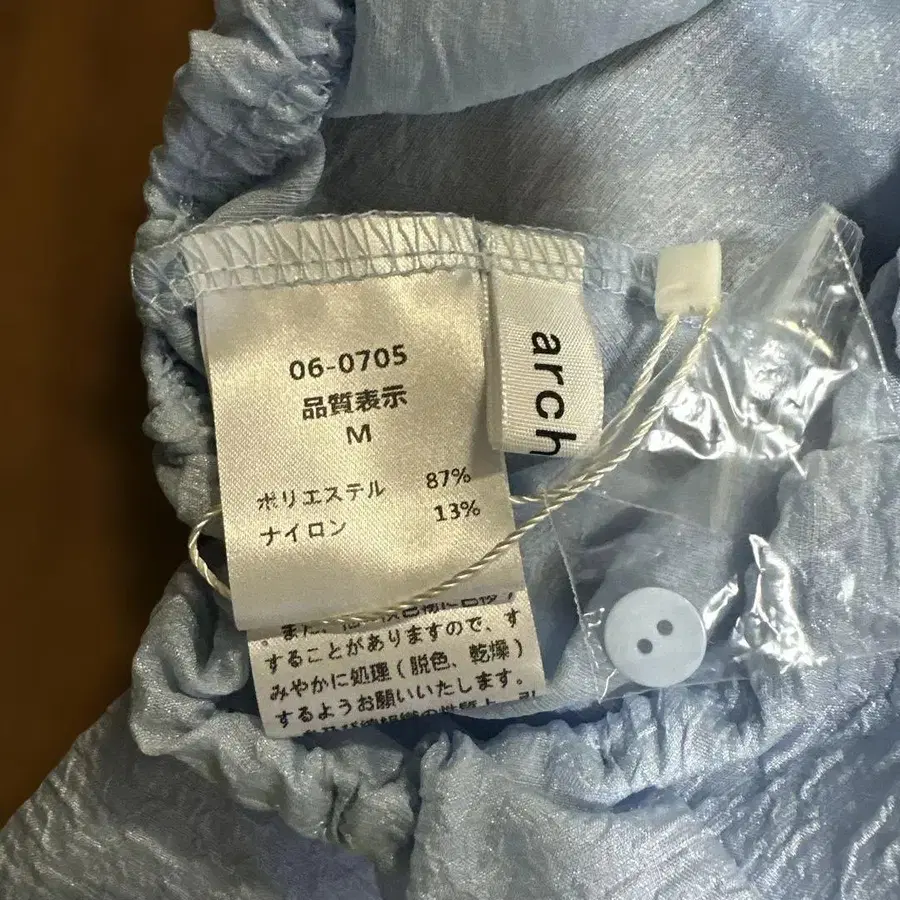 06-0705
品質表示
M
ポリエステル 87%
ナイロン 13%
arch
。また、
することがありますので、す
みやかに処理(脱色、乾燥)
するようお願いいたします。